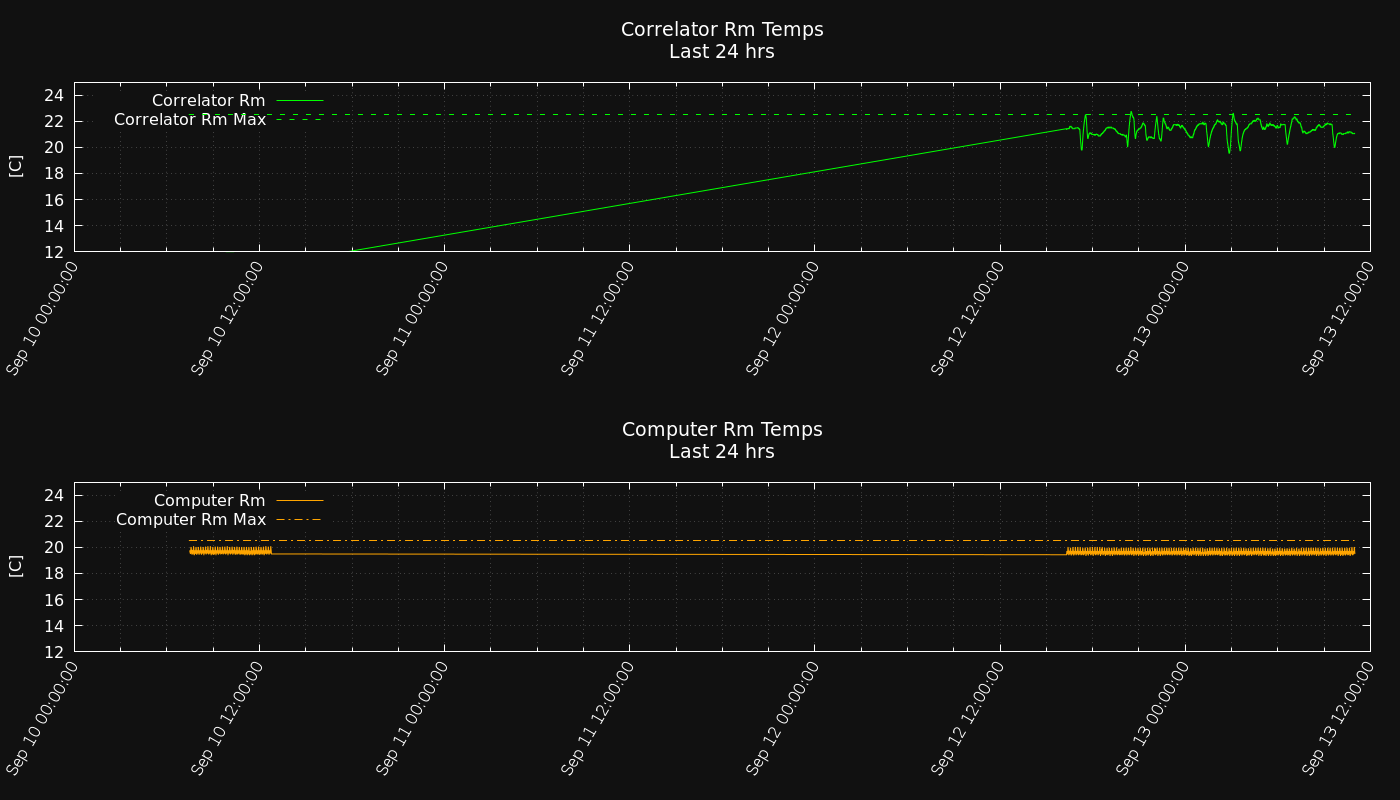 Correlator Rm Temps
Last 24 hrs
Correlator Rm
Correlator Rm Max
[C]
24
22
20
18
16
14
12
Sep 10 00:00:00
Sep 10 12:00:00
Sep 11 00:00:00
Sep 11 12:00:00
Sep 12 00:00:00
Sep 12 12:00:00
Sep 13 00:00:00
Sep 13 12:00:00
Computer Rm Temps
Last 24 hrs
Computer Rm
Computer Rm Max
[C]
24
22
20
18
16
14
12
Sep 10 00:00:00
Sep 10 12:00:00
Sep 11 00:00:00
Sep 11 12:00:00
Sep 12 00:00:00
Sep 12 12:00:00
Sep 13 00:00:00
Sep 13 12:00:00